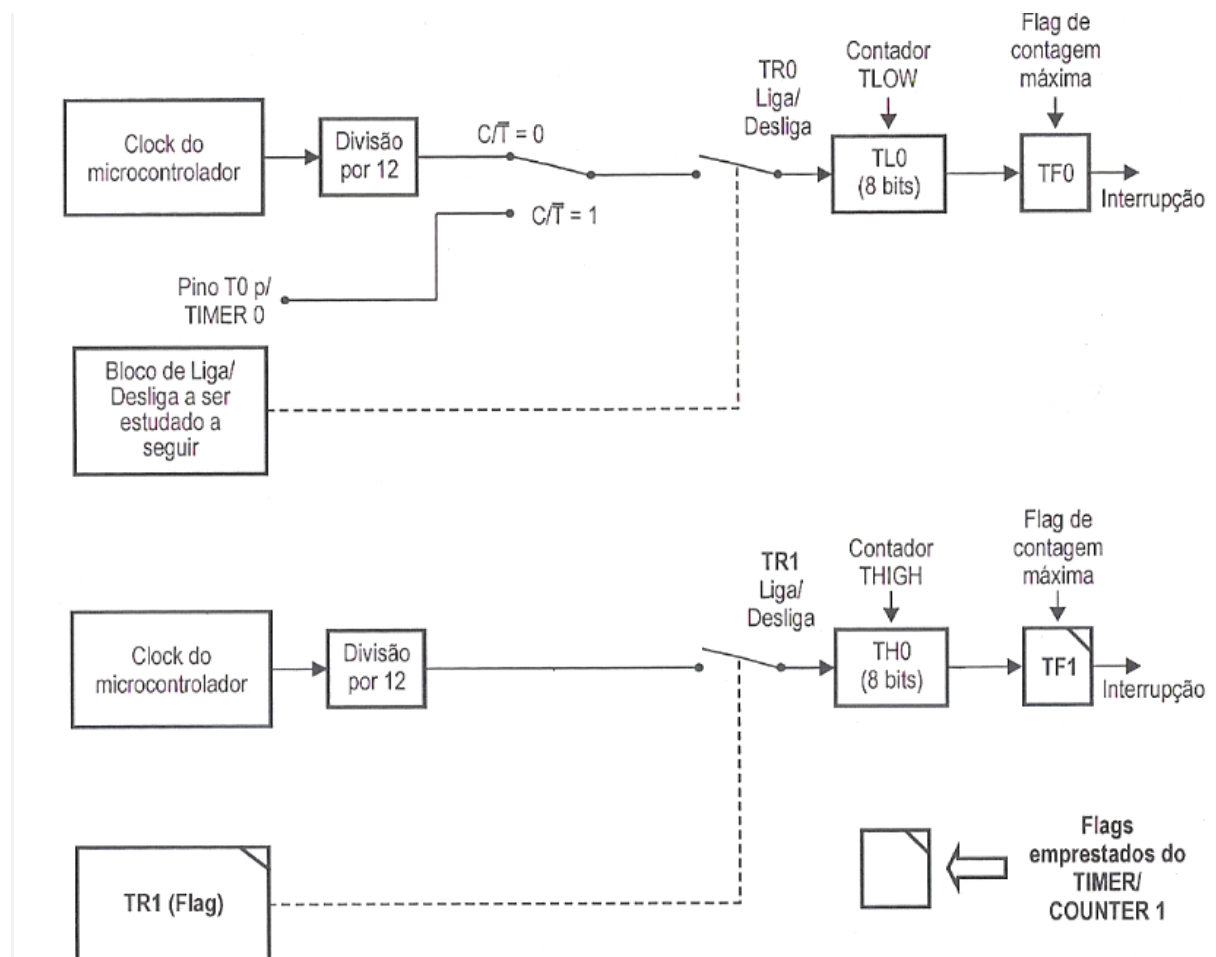 Clock do
microcontrolador
Divisão
por 12
C/T̅ = 0
C/T̅ = 1
Pino T0 p/
TIMER 0
TR0
Liga/
Desliga
Contador
TLOW
TL0
(8 bits)
Flag de
contagem
máxima
TF0
Interrupção
Bloco de Liga/
Desliga a ser
estudado a
seguir
Clock do
microcontrolador
Divisão
por 12
TR1
Liga/
Desliga
Contador
THIGH
TH0
(8 bits)
Flag de
contagem
máxima
TF1
Interrupção
TR1 (Flag)
Flags
emprestados do
TIMER/
COUNTER 1